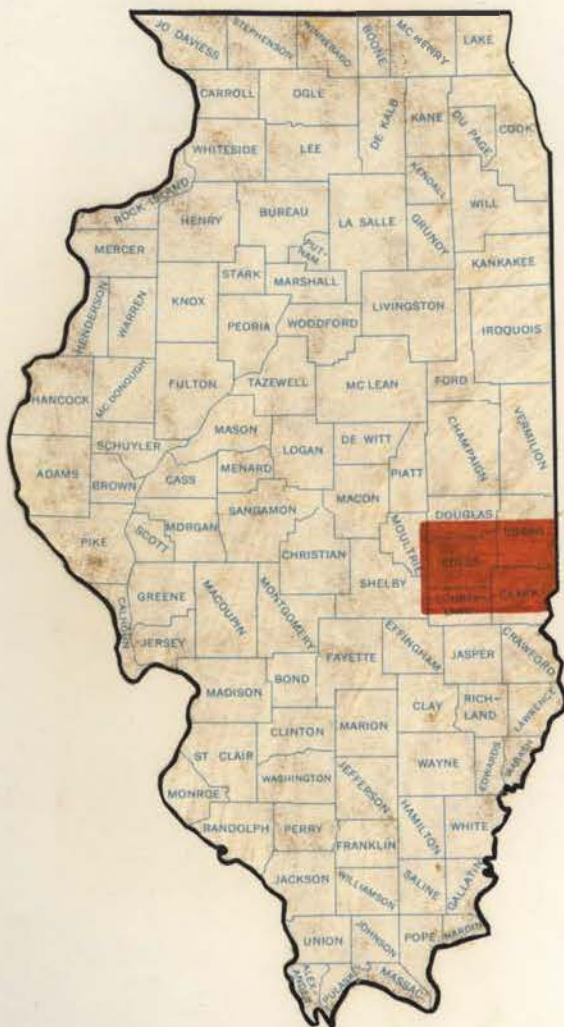 JO DAVIESS
STEPHENSON
WINNEBAGO
BOONE
MC HENRY
LAKE
CARROLL
OGLE
DE KALB
KANE
DU PAGE
COOK
WHITESIDE
LEE
KENDALL
WILL
ROCK ISLAND
HENRY
BUREAU
LA SALLE
GRUNDY
MERCER
PUT-
NAM
KANKAKEE
STARK
MARSHALL
HENDERSON
WARREN
KNOX
PEORIA
WOODFORD
LIVINGSTON
IROQUOIS
HANCOCK
MC DONOUGH
FULTON
TAZEWELL
MC LEAN
FORD
SCHUYLER
MASON
LOGAN
DE WITT
CHAMPAIGN
VERMILION
ADAMS
BROWN
CASS
MENARD
PIATT
MACON
SANGAMON
DOUGLAS
EDGAR
PIKE
SCOTT
MORGAN
CHRISTIAN
MOULTRIE
COLES
SHELBY
CALHOUN
GREENE
MACOUPIN
MONTGOMERY
CLARK
JERSEY
EFFINGHAM
CRAWFORD
FAYETTE
JASPER
BOND
MADISON
CLAY
RICH-
LAND
LAWRENCE
CLINTON
MARION
ST CLAIR
WAYNE
EDWARDS
WABASH
WASHINGTON
MONROE
JEFFERSON
RANDOLPH
PERRY
HAMILTON
WHITE
FRANKLIN
JACKSON
WILLIAMSON
SALINE
GALLATIN
UNION
JOHNSON
POPE
HARDIN
ALEX-
ANDER
PULASKI
MASSAC